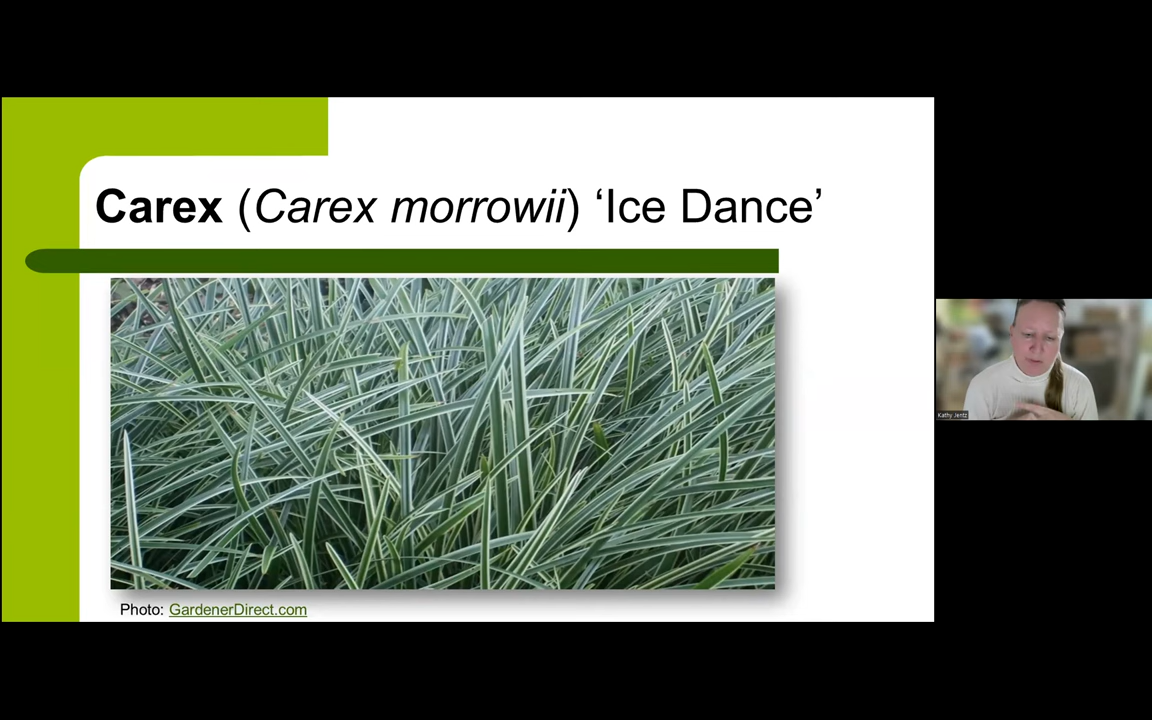 Carex (Carex morrowii) ‘Ice Dance’
Photo: GardenerDirect.com
Kathy Jentz